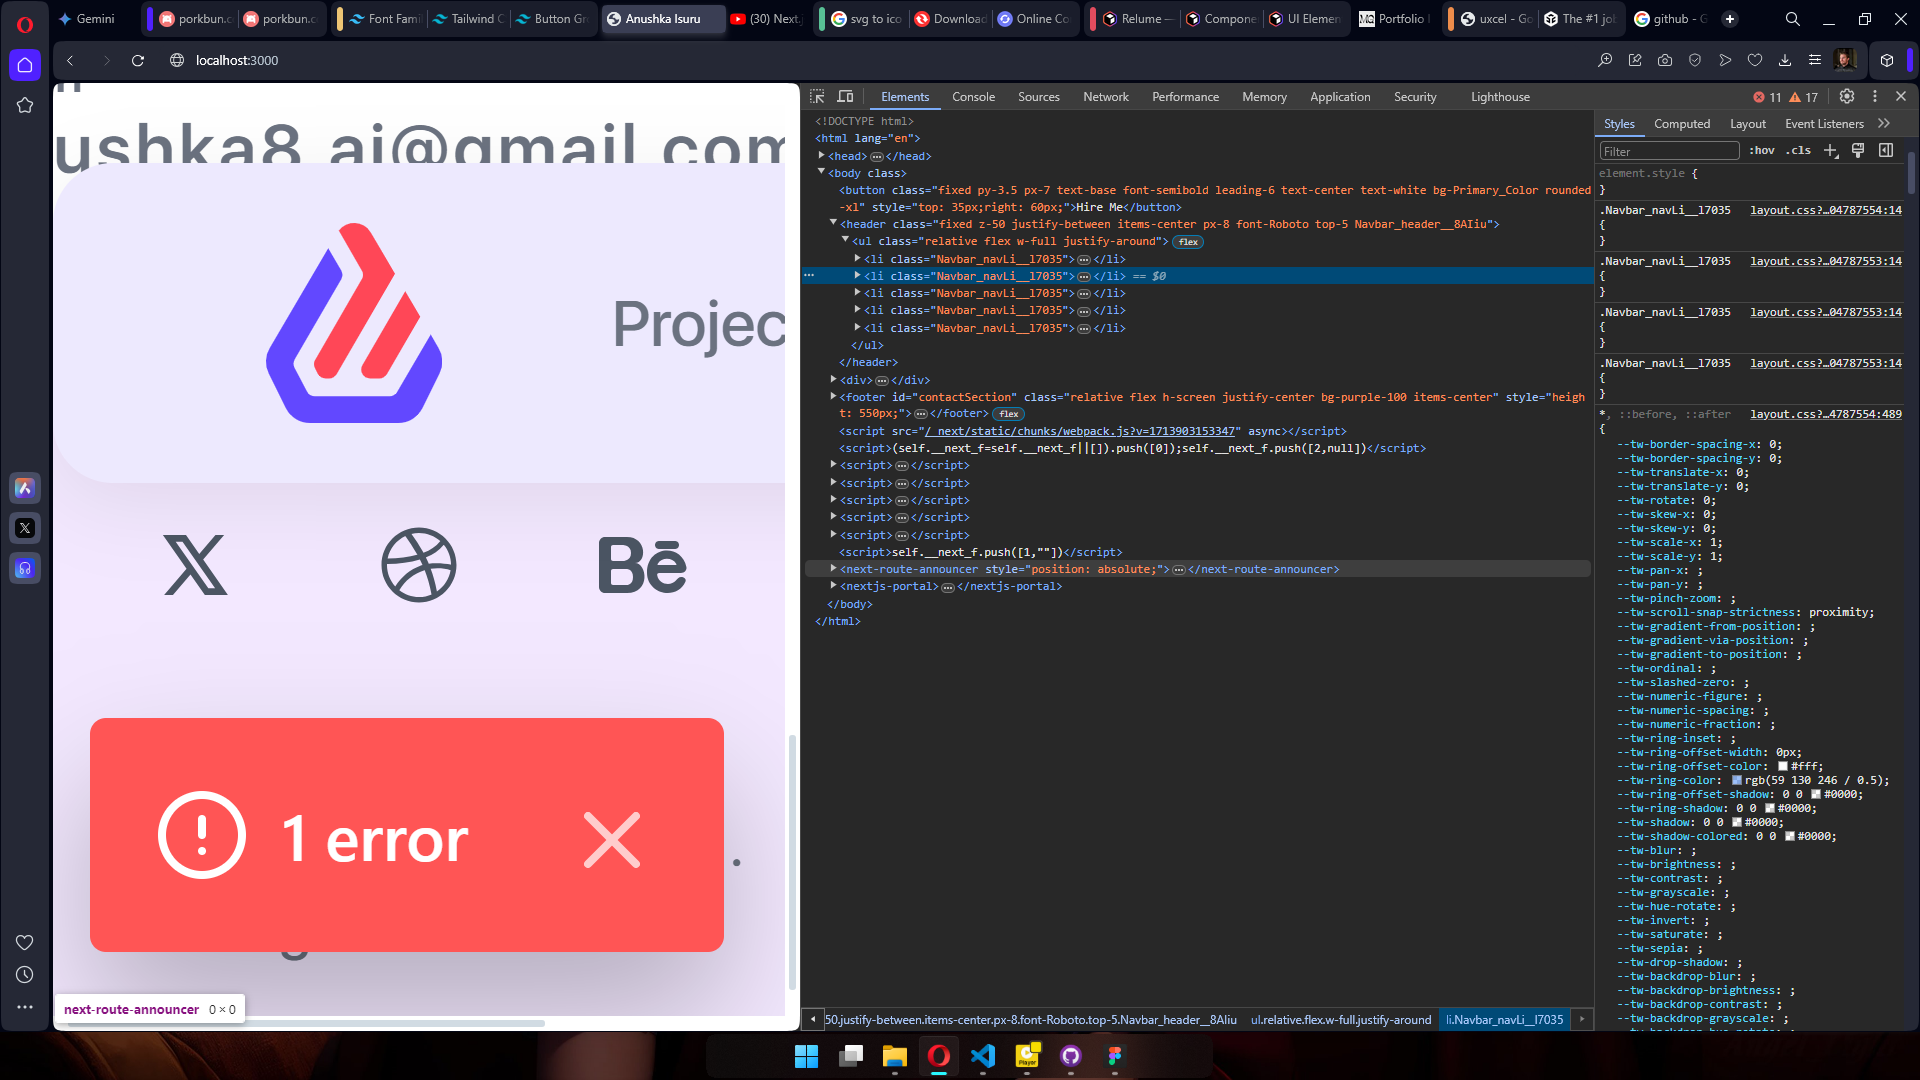 Gemini
porkbun.c
porkbun.c
Font Fami
Tailwind C
Button Gr
Anushka Isuru
(30) Next.j
svg to ico
Download
Online Co
Relume —
Compone
UI Elemen
Portfolio
uxcel - Go
The #1 jo
github - G
localhost:3000
ushka8.ai@gmail.com
Projec
1 error
next-route-announcer 0 × 0
Elements Console Sources Network Performance Memory Application Security Lighthouse
11 17
<!DOCTYPE html>
<html lang="en">
<head> ⋯ </head>
<body class>
<button class="fixed py-3.5 px-7 text-base font-semibold leading-6 text-center text-white bg-Primary_Color rounded
-xl" style="top: 35px;right: 60px;">Hire Me</button>
<header class="fixed z-50 justify-between items-center px-8 font-Roboto top-5 Navbar_header__8AIiu">
<ul class="relative flex w-full justify-around"> flex
<li class="Navbar_navLi__l7035"> ⋯ </li>
<li class="Navbar_navLi__l7035"> ⋯ </li> == $0
<li class="Navbar_navLi__l7035"> ⋯ </li>
<li class="Navbar_navLi__l7035"> ⋯ </li>
<li class="Navbar_navLi__l7035"> ⋯ </li>
</ul>
</header>
<div> ⋯ </div>
<footer id="contactSection" class="relative flex h-screen justify-center bg-purple-100 items-center" style="heigh
t: 550px;"> ⋯ </footer> flex
<script src="/_next/static/chunks/webpack.js?v=1713903153347" async></script>
<script>(self.__next_f=self.__next_f||[]).push([0]);self.__next_f.push([2,null])</script>
<script> ⋯ </script>
<script> ⋯ </script>
<script> ⋯ </script>
<script> ⋯ </script>
<script> ⋯ </script>
<script>self.__next_f.push([1,""])</script>
<next-route-announcer style="position: absolute;"> ⋯ </next-route-announcer>
<nextjs-portal> ⋯ </nextjs-portal>
</body>
</html>
50.justify-between.items-center.px-8.font-Roboto.top-5.Navbar_header__8AIiu ul.relative.flex.w-full.justify-around li.Navbar_navLi__l7035
Styles Computed Layout Event Listeners
Filter :hov .cls
element.style {
}
.Navbar_navLi__l7035 layout.css?…04787554:14
{
}
.Navbar_navLi__l7035 layout.css?…04787553:14
{
}
.Navbar_navLi__l7035 layout.css?…04787553:14
{
}
.Navbar_navLi__l7035 layout.css?…04787553:14
{
}
*, ::before, ::after layout.css?…4787554:489
{
--tw-border-spacing-x: 0;
--tw-border-spacing-y: 0;
--tw-translate-x: 0;
--tw-translate-y: 0;
--tw-rotate: 0;
--tw-skew-x: 0;
--tw-skew-y: 0;
--tw-scale-x: 1;
--tw-scale-y: 1;
--tw-pan-x: ;
--tw-pan-y: ;
--tw-pinch-zoom: ;
--tw-scroll-snap-strictness: proximity;
--tw-gradient-from-position: ;
--tw-gradient-via-position: ;
--tw-gradient-to-position: ;
--tw-ordinal: ;
--tw-slashed-zero: ;
--tw-numeric-figure: ;
--tw-numeric-spacing: ;
--tw-numeric-fraction: ;
--tw-ring-inset: ;
--tw-ring-offset-width: 0px;
--tw-ring-offset-color: #fff;
--tw-ring-color: rgb(59 130 246 / 0.5);
--tw-ring-offset-shadow: 0 0 #0000;
--tw-ring-shadow: 0 0 #0000;
--tw-shadow: 0 0 #0000;
--tw-shadow-colored: 0 0 #0000;
--tw-blur: ;
--tw-brightness: ;
--tw-contrast: ;
--tw-grayscale: ;
--tw-hue-rotate: ;
--tw-invert: ;
--tw-saturate: ;
--tw-sepia: ;
--tw-drop-shadow: ;
--tw-backdrop-blur: ;
--tw-backdrop-brightness: ;
--tw-backdrop-contrast: ;
--tw-backdrop-grayscale: ;